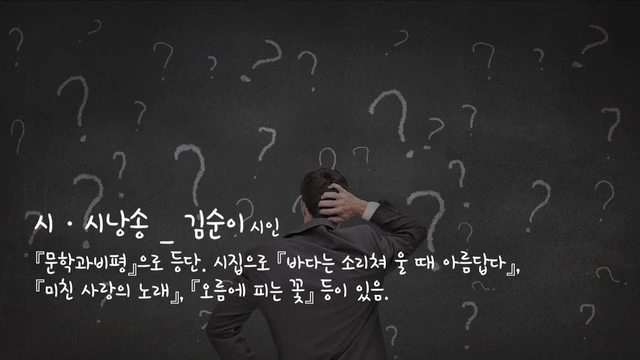 시 · 시낭송 _ 김순이 시인
『문학과비평』으로 등단. 시집으로 『바다는 소리쳐 울 때 아름답다』,
『미친 사랑의 노래』, 『오름에 피는 꽃』 등이 있음.